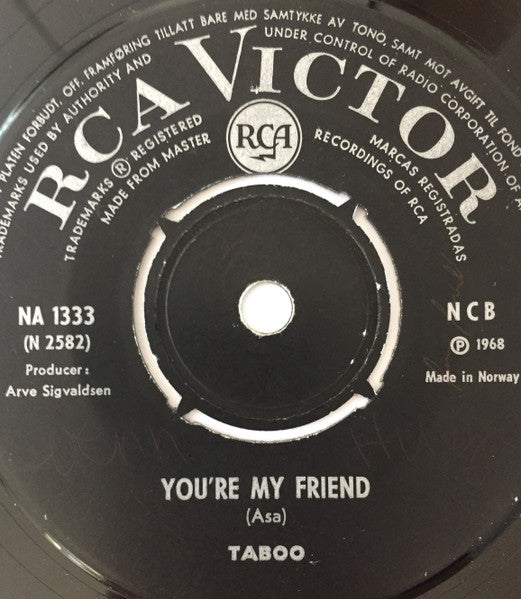 PLATEN FORBUDT. OFF. FRAMFØRING TILLATT BARE MED SAMTYKKE AV TONO, SAMT MOT AVGIFT TIL FOND
TRADEMARKS USED BY AUTHORITY AND UNDER CONTROL OF RADIO CORPORATION OF
RCA VICTOR
RCA
TRADEMARKS ® REGISTERED
MADE FROM MASTER
MARCAS REGISTRADAS
RECORDINGS OF RCA
NA 1333
(N 2582)
Producer:
Arve Sigvaldsen
NCB
℗ 1968
Made in Norway
YOU'RE MY FRIEND
(Asa)
TABOO